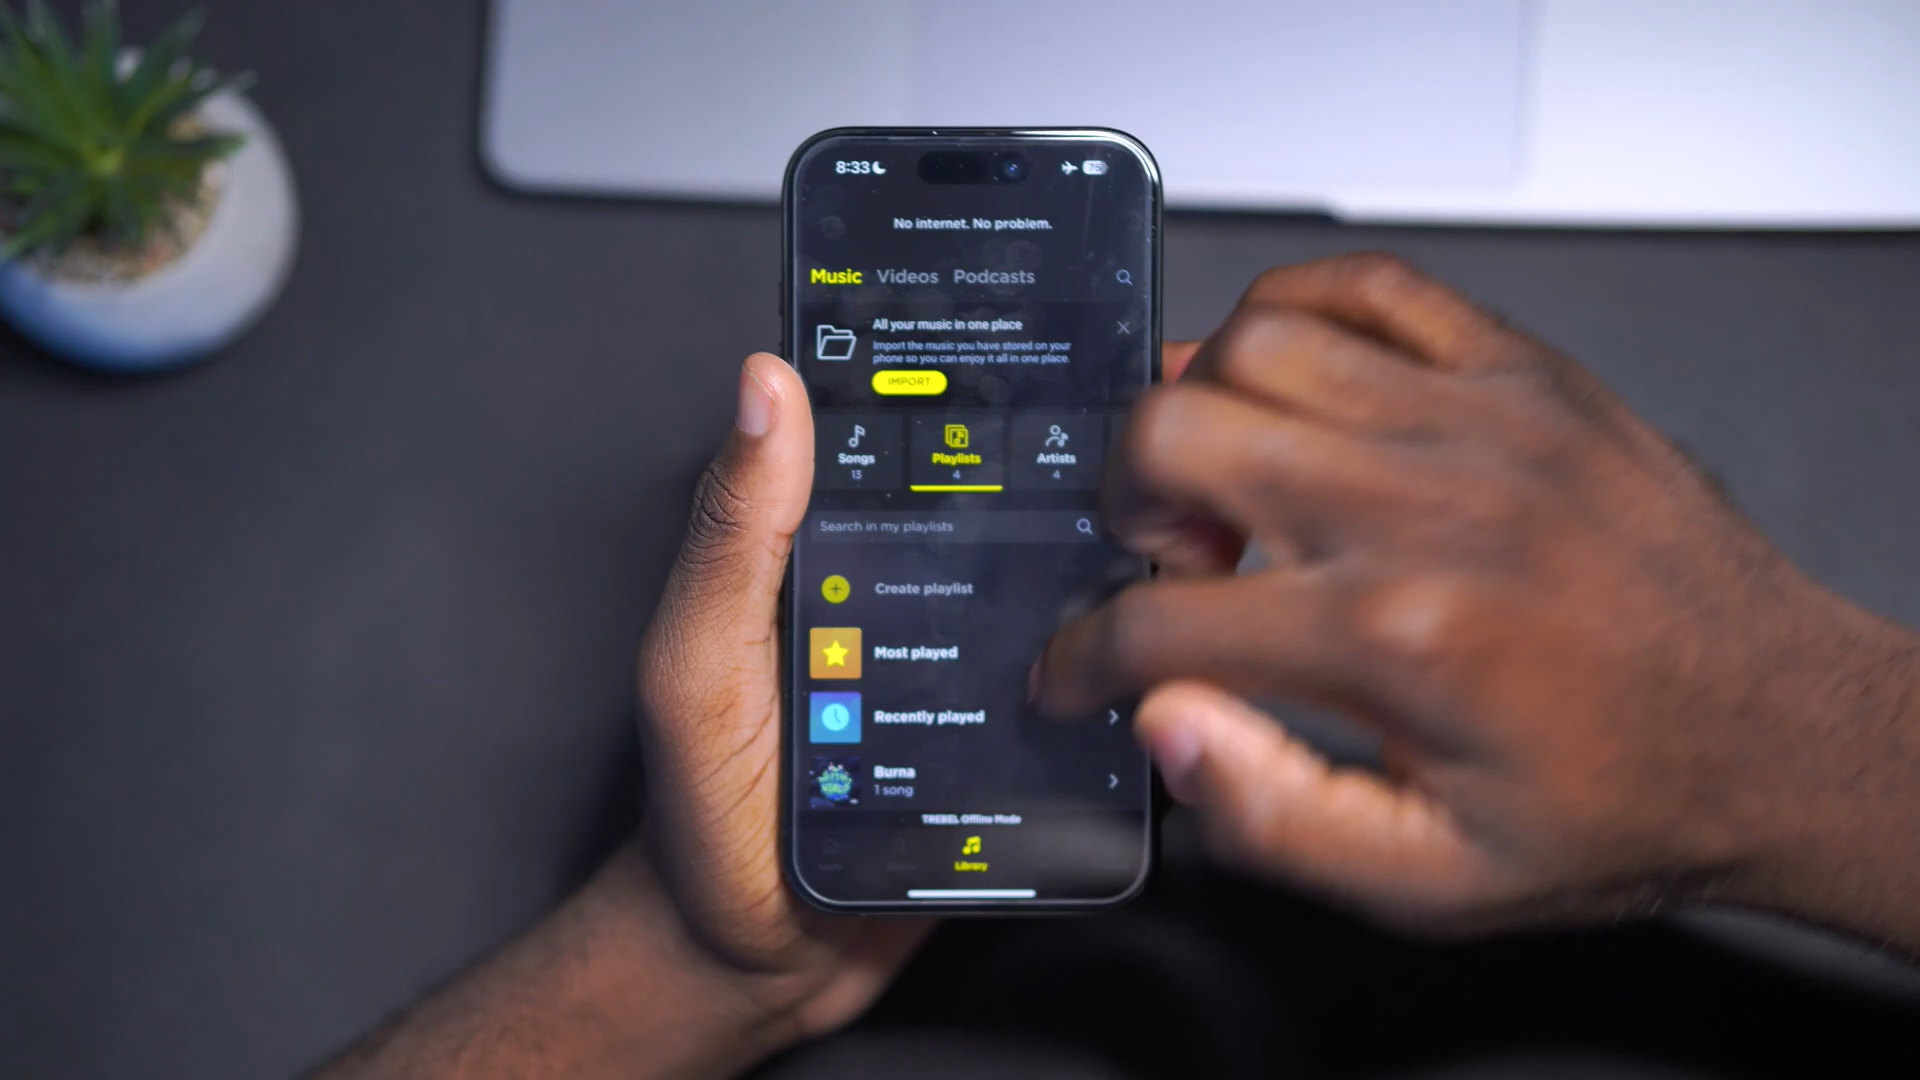 8:33
75
No internet. No problem.
Music Videos Podcasts
All your music in one place
Import the music you have stored on your
phone so you can enjoy it all in one place.
IMPORT
Songs Playlists Artists
13 4 4
Search in my playlists
Create playlist
Most played
Recently played
Burna
1 song
TREBEL Offline Mode
Library